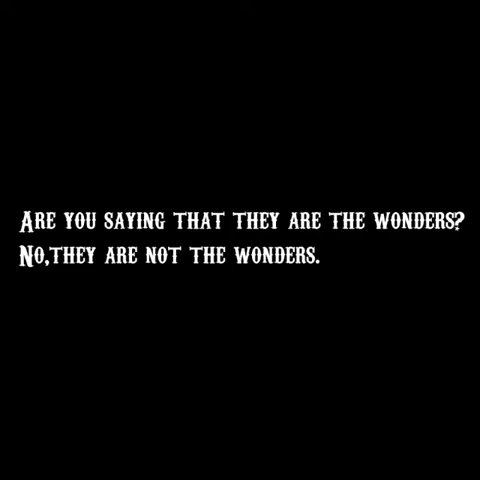 Are you saying that they are the wonders?
No,they are not the wonders.